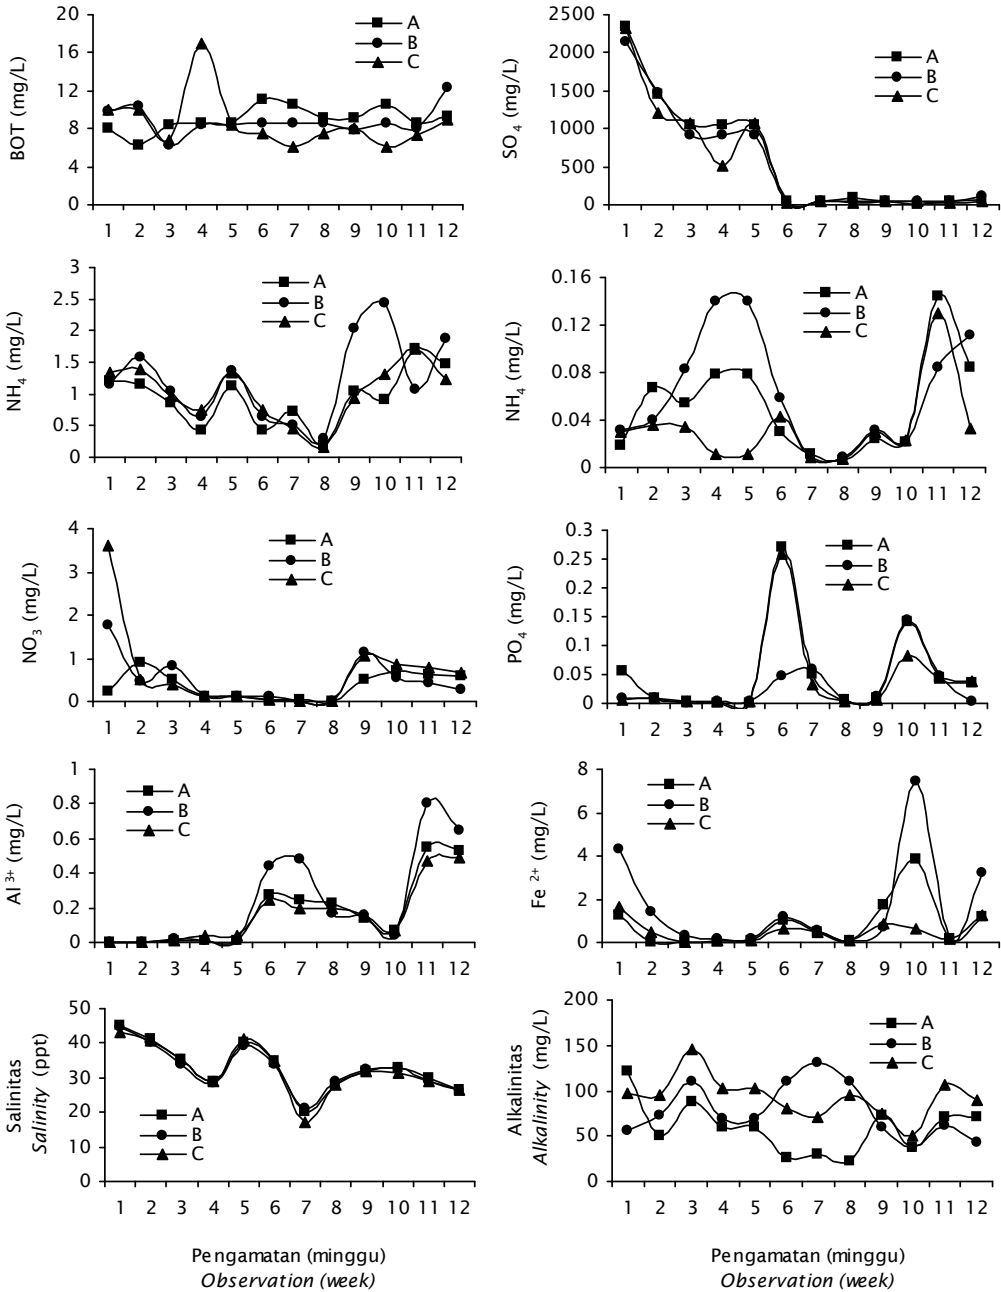 BOT (mg/L)
20
16
12
8
4
0
A
B
C
1 2 3 4 5 6 7 8 9 10 11 12
SO4 (mg/L)
2500
2000
1500
1000
500
0
A
B
C
1 2 3 4 5 6 7 8 9 10 11 12
NH4 (mg/L)
3
2.5
2
1.5
1
0.5
0
A
B
C
1 2 3 4 5 6 7 8 9 10 11 12
NH4 (mg/L)
0.16
0.12
0.08
0.04
0
A
B
C
1 2 3 4 5 6 7 8 9 10 11 12
NO3 (mg/L)
4
3
2
1
0
A
B
C
1 2 3 4 5 6 7 8 9 10 11 12
PO4 (mg/L)
0.3
0.25
0.2
0.15
0.1
0.05
0
A
B
C
1 2 3 4 5 6 7 8 9 10 11 12
Al 3+ (mg/L)
1
0.8
0.6
0.4
0.2
0
A
B
C
1 2 3 4 5 6 7 8 9 10 11 12
Fe 2+ (mg/L)
8
6
4
2
0
A
B
C
1 2 3 4 5 6 7 8 9 10 11 12
Salinitas
Salinity (ppt)
50
40
30
20
10
0
A
B
C
1 2 3 4 5 6 7 8 9 10 11 12
Pengamatan (minggu)
Observation (week)
Alkalinitas
Alkalinity (mg/L)
200
150
100
50
0
A
B
C
1 2 3 4 5 6 7 8 9 10 11 12
Pengamatan (minggu)
Observation (week)